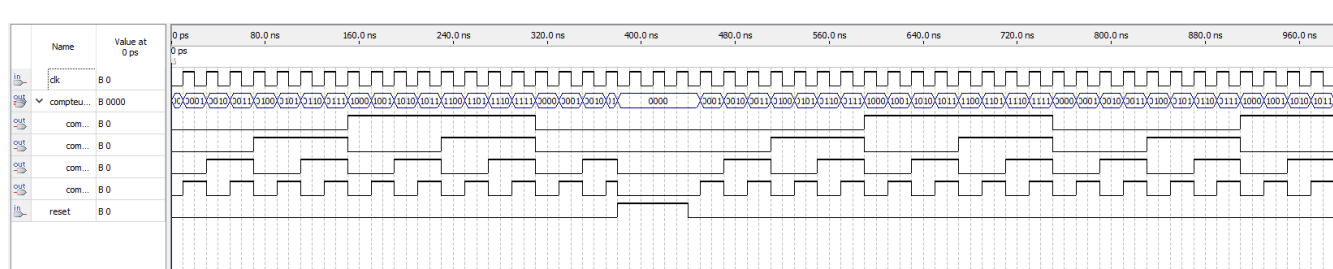 Name Value at 0 ps
0 ps 80.0 ns 160.0 ns 240.0 ns 320.0 ns 400.0 ns 480.0 ns 560.0 ns 640.0 ns 720.0 ns 800.0 ns 880.0 ns 960.0 ns
0 ps
in clk B 0
out compteu... B 0000 0001 0010 0011 0100 0101 0110 0111 1000 1001 1010 1011 1100 1101 1110 1111 0000 0001 0010 0000 0001 0010 0011 0100 0101 0110 0111 1000 1001 1010 1011 1100 1101 1110 1111 0000 0001 0010 0011 0100 0101 0110 0111 1000 1001 1010 1011
out com... B 0
out com... B 0
out com... B 0
out com... B 0
in reset B 0